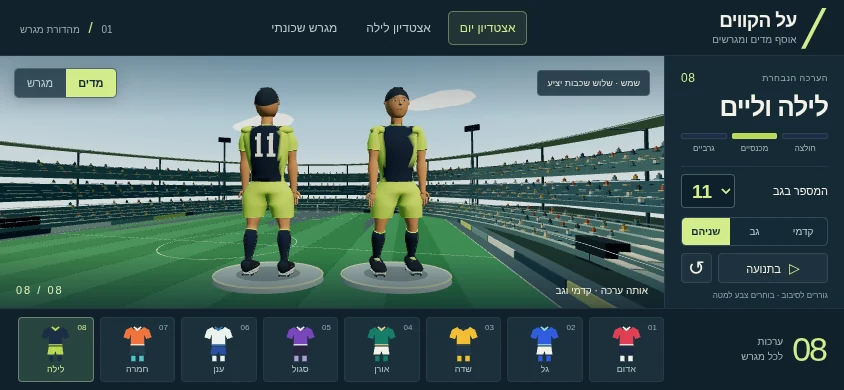 על הקווים
אוסף מדים ומגרשים
אצטדיון יום
אצטדיון לילה
מגרש שכונתי
01 / מהדורת מגרש
הערכה הנבחרת
08
לילה וליים
חולצה
מכנסיים
גרביים
המספר בגב
11
קדמי
גב
שניהם
בתנועה
גוררים לסיבוב · בוחרים צבע למטה
שמש · שלוש שכבות יציע
מדים
מגרש
11
אותה ערכה · קדמי וגב
08 / 08
08
ערכות
לכל מגרש
01
אדום
02
גל
03
שדה
04
אורן
05
סגול
06
ענן
07
חמרה
08
לילה